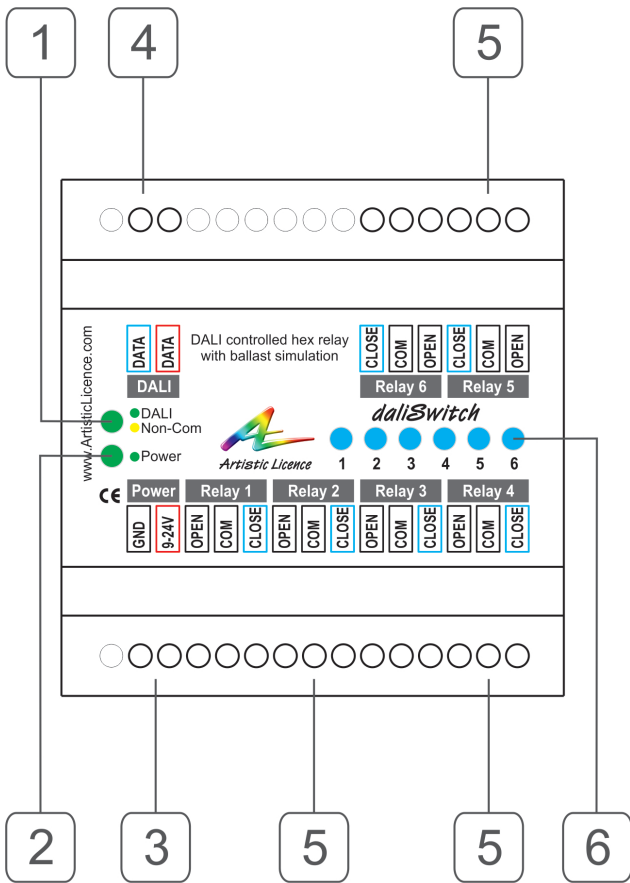 1 4 5
www.ArtisticLicence.com
DATA DATA
DALI controlled hex relay
with ballast simulation
CLOSE COM OPEN CLOSE COM OPEN
DALI
Relay 6 Relay 5
DALI
Non-Com
Power
Artistic Licence
daliSwitch
1 2 3 4 5 6
CE Power Relay 1 Relay 2 Relay 3 Relay 4
GND 9-24V OPEN COM CLOSE OPEN COM CLOSE OPEN COM CLOSE OPEN COM CLOSE
2 3 5 5 6